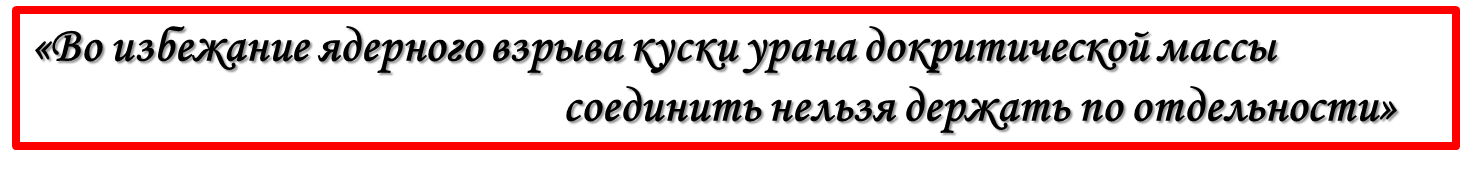 «Во избежание ядерного взрыва куски урана докритической массы
соединить нельзя держать по отдельности»